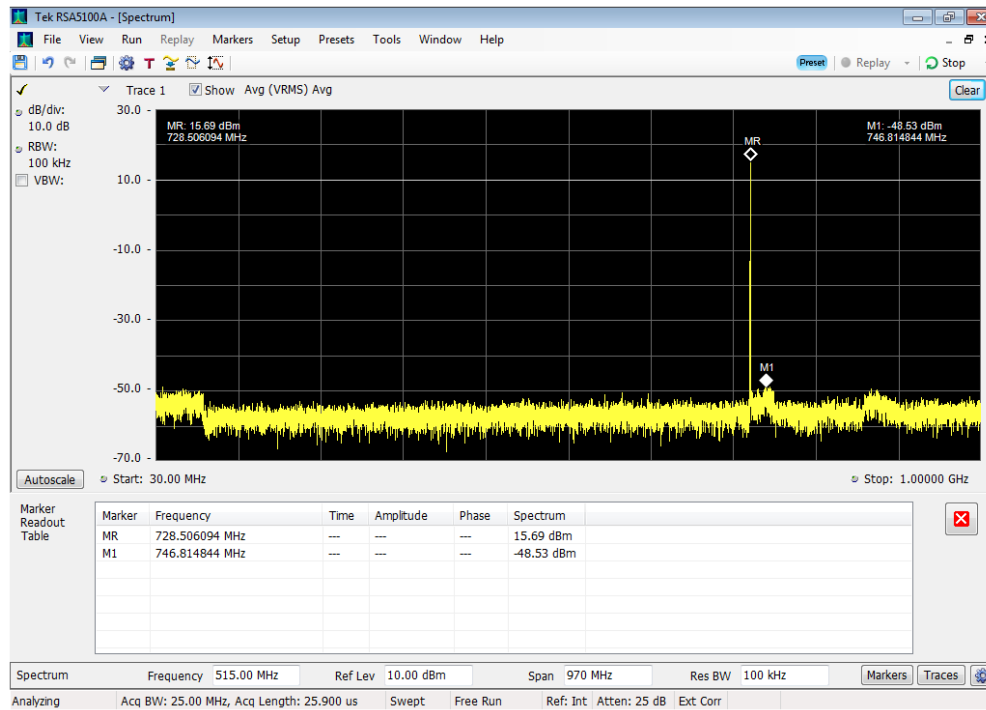 Tek RSA5100A - [Spectrum]
File View Run Replay Markers Setup Presets Tools Window Help
T Preset Replay Stop
Trace 1 Show Avg (VRMS) Avg Clear
dB/div:
10.0 dB
RBW:
100 kHz
VBW:
30.0
10.0
-10.0
-30.0
-50.0
-70.0
MR: 15.69 dBm
728.506094 MHz
M1: -48.53 dBm
746.814844 MHz
MR
M1
Autoscale Start: 30.00 MHz Stop: 1.00000 GHz
Marker
Readout
Table
Marker Frequency Time Amplitude Phase Spectrum
MR 728.506094 MHz --- --- --- 15.69 dBm
M1 746.814844 MHz --- --- --- -48.53 dBm
Spectrum Frequency 515.00 MHz Ref Lev 10.00 dBm Span 970 MHz Res BW 100 kHz Markers Traces
Analyzing Acq BW: 25.00 MHz, Acq Length: 25.900 us Swept Free Run Ref: Int Atten: 25 dB Ext Corr